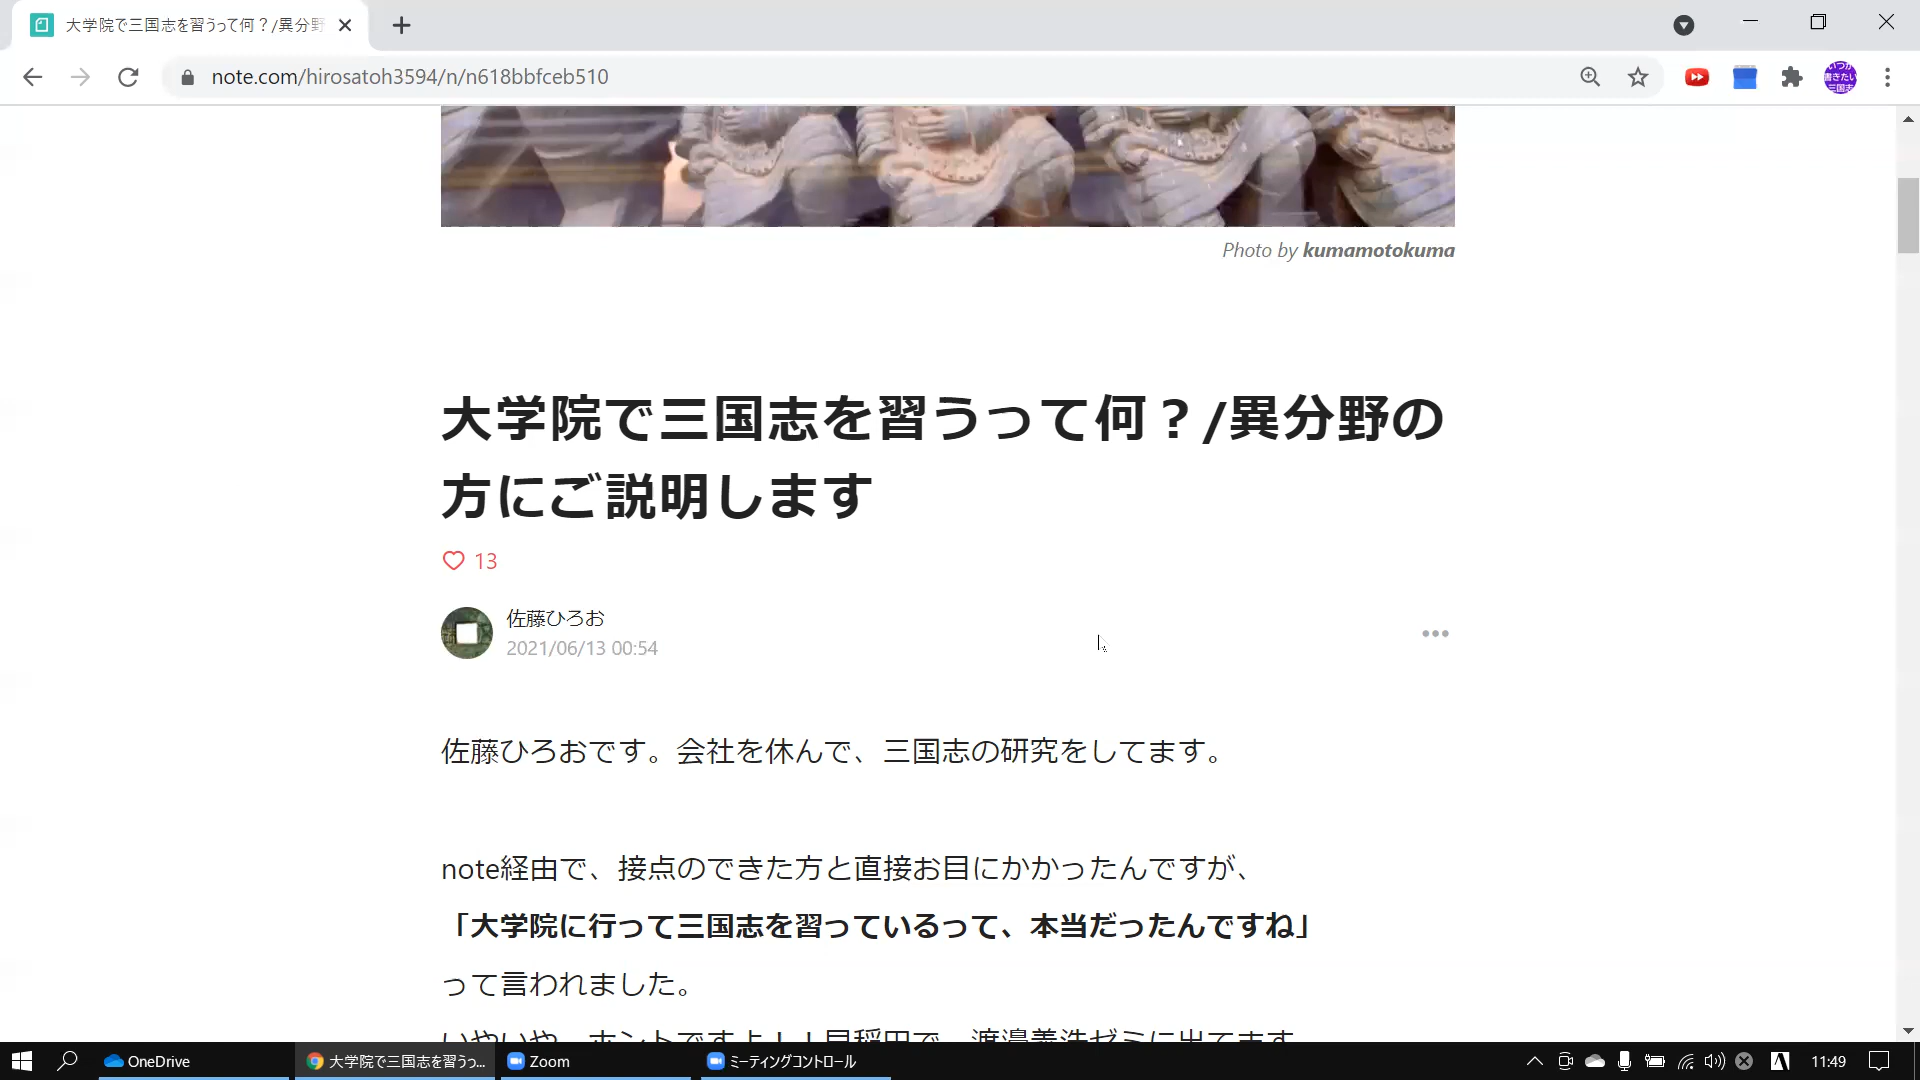 大学院で三国志を習うって何？/異分野
note.com/hirosatoh3594/n/n618bbfceb510
いつか
書きたい
三国志
Photo by kumamotokuma
大学院で三国志を習うって何？/異分野の
方にご説明します
13
佐藤ひろお
2021/06/13 00:54
佐藤ひろおです。会社を休んで、三国志の研究をしてます。
note経由で、接点のできた方と直接お目にかかったんですが、
「大学院に行って三国志を習っているって、本当だったんですね」
って言われました。
いやいや、ホントですよ！！早稲田で、渡邉義浩ゼミに出てます
OneDrive
大学院で三国志を習うっ...
Zoom
ミーティングコントロール
A
11:49